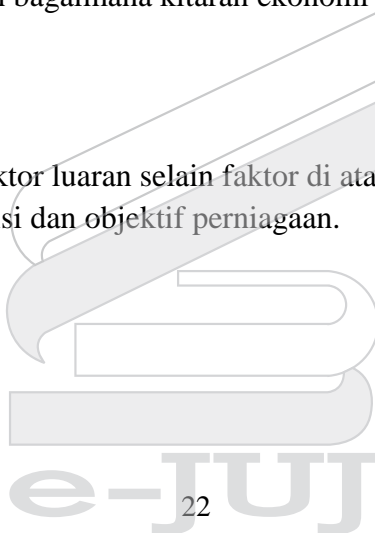 bagaimana kitaran ekonomi
ktor luaran selain faktor di ata
si dan objektif perniagaan.
22
e-JUJ